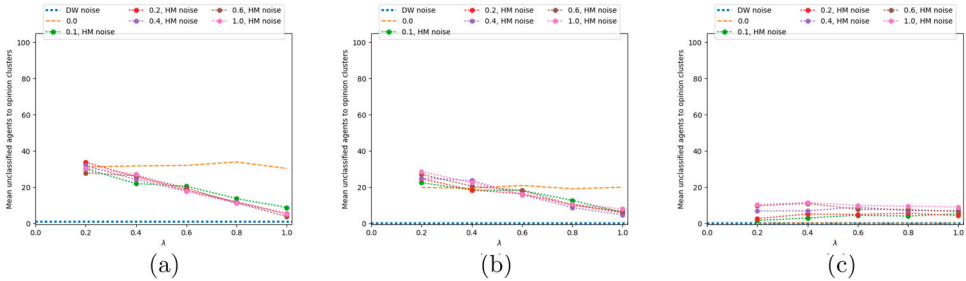 DW noise 0.2, HM noise 0.6, HM noise
0.0 0.4, HM noise 1.0, HM noise
0.1, HM noise
Mean unclassified agents to opinion clusters
100
80
60
40
20
0
0.0 0.2 0.4 0.6 0.8 1.0
λ
(a)
DW noise 0.2, HM noise 0.6, HM noise
0.0 0.4, HM noise 1.0, HM noise
0.1, HM noise
Mean unclassified agents to opinion clusters
100
80
60
40
20
0
0.0 0.2 0.4 0.6 0.8 1.0
λ
(b)
DW noise 0.2, HM noise 0.6, HM noise
0.0 0.4, HM noise 1.0, HM noise
0.1, HM noise
Mean unclassified agents to opinion clusters
100
80
60
40
20
0
0.0 0.2 0.4 0.6 0.8 1.0
λ
(c)